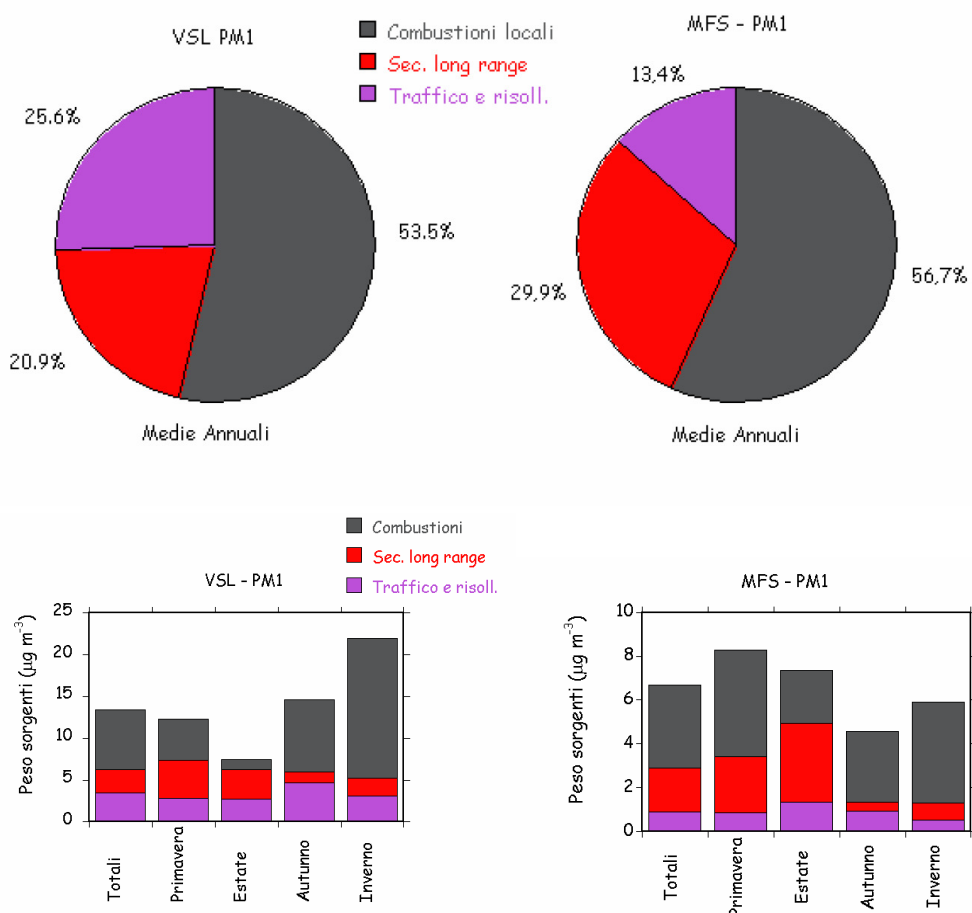 VSL PM1
Combustioni locali
Sec. long range
Traffico e risoll.
MFS - PM1
25.6%
53.5%
20.9%
Medie Annuali
13,4%
29,9%
56,7%
Medie Annuali
Combustioni
Sec. long range
Traffico e risoll.
VSL - PM1
Peso sorgenti (µg m⁻³)
25
20
15
10
5
0
Totali
Primavera
Estate
Autunno
Inverno
MFS - PM1
Peso sorgenti (µg m⁻³)
10
8
6
4
2
0
Totali
Primavera
Estate
Autunno
Inverno